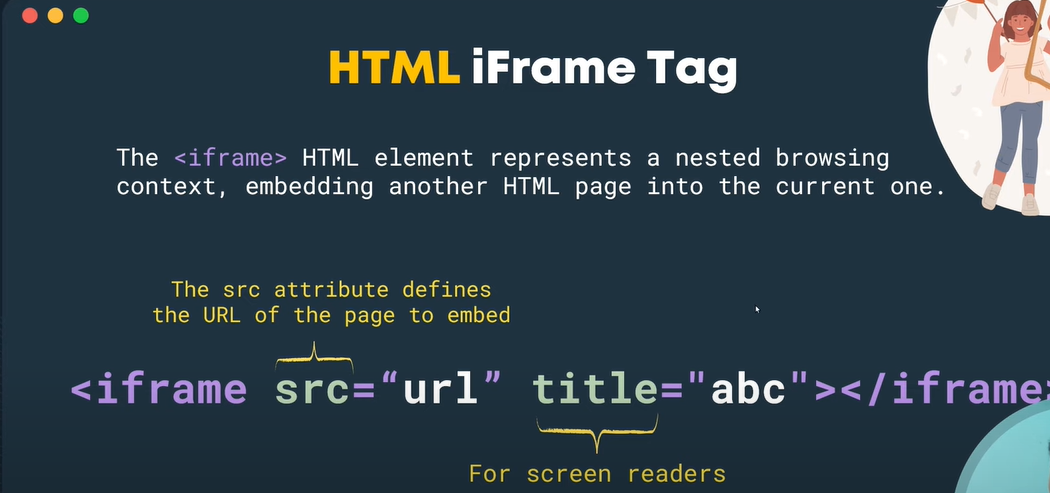 HTML iFrame Tag
The <iframe> HTML element represents a nested browsing
context, embedding another HTML page into the current one.
The src attribute defines
the URL of the page to embed
<iframe src=“url” title="abc"></iframe>
For screen readers